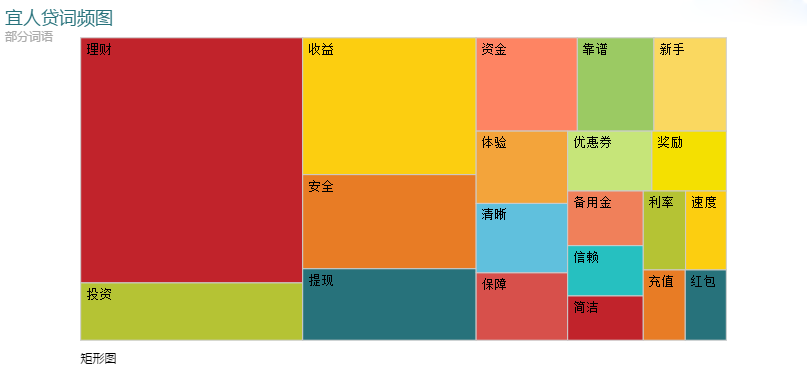 宜人贷词频图
部分词语
理财
收益
资金
靠谱
新手
体验
优惠券
奖励
安全
清晰
备用金
利率
速度
信赖
提现
保障
充值
红包
投资
简洁
矩形图